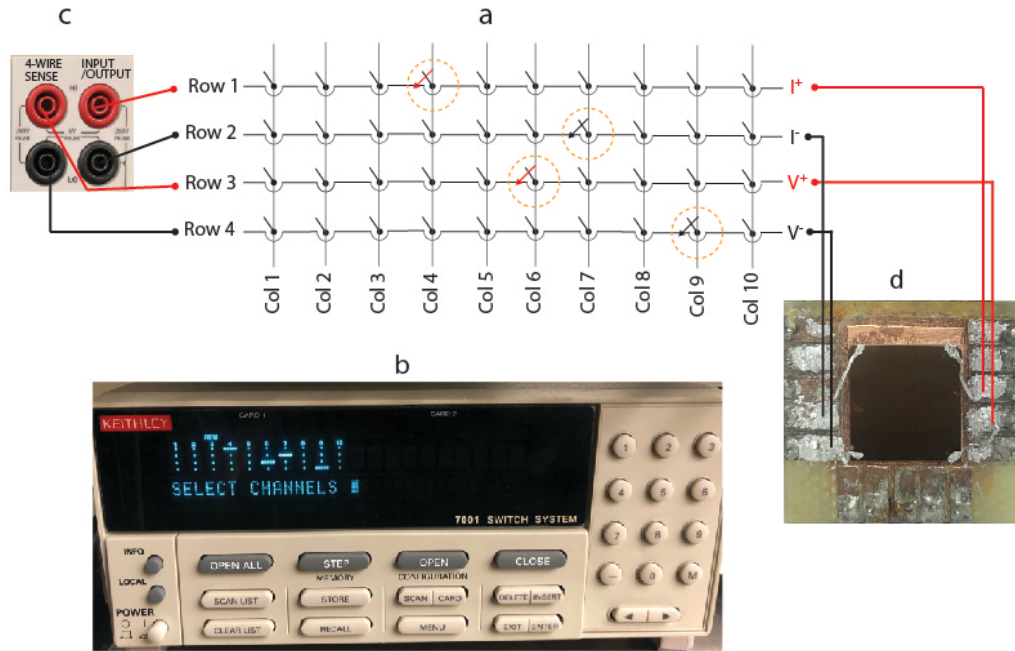 c
a
4-WIRE SENSE
INPUT /OUTPUT
HI
350V PEAK
250V PEAK
LO
Row 1
Row 2
Row 3
Row 4
I+
I-
V+
V-
Col 1
Col 2
Col 3
Col 4
Col 5
Col 6
Col 7
Col 8
Col 9
Col 10
d
b
KEITHLEY
CARD 1
CARD 2
SELECT CHANNELS
7001 SWITCH SYSTEM
1 2 3
4 5 6
7 8 9
0 M
INFO
LOCAL
POWER
OPEN ALL
STEP
OPEN
CLOSE
MEMORY
CONFIGURATION
SCAN LIST
STORE
SCAN CARD
DELETE INSERT
CLEAR LIST
RECALL
MENU
EXIT ENTER